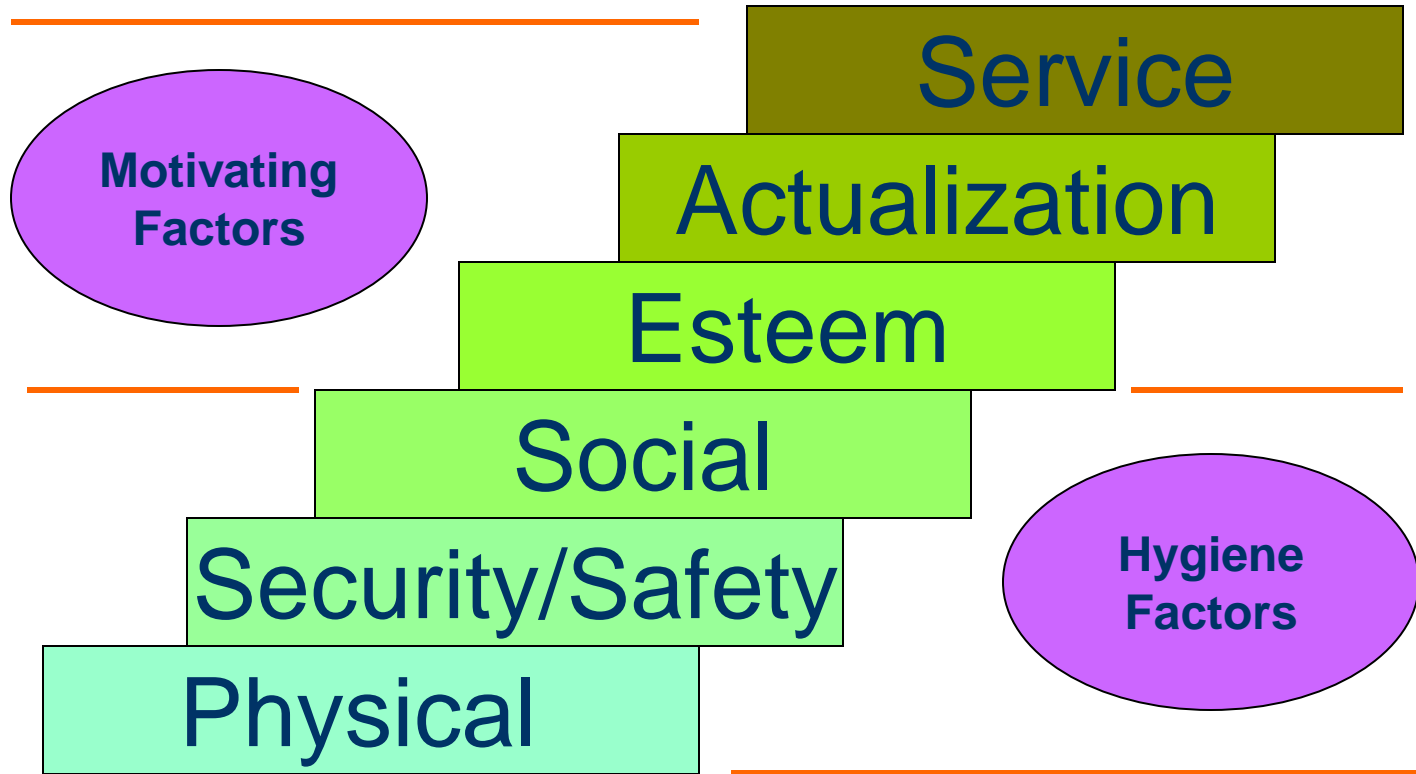 Service
Motivating
Factors
Actualization
Esteem
Social
Hygiene
Factors
Security/Safety
Physical